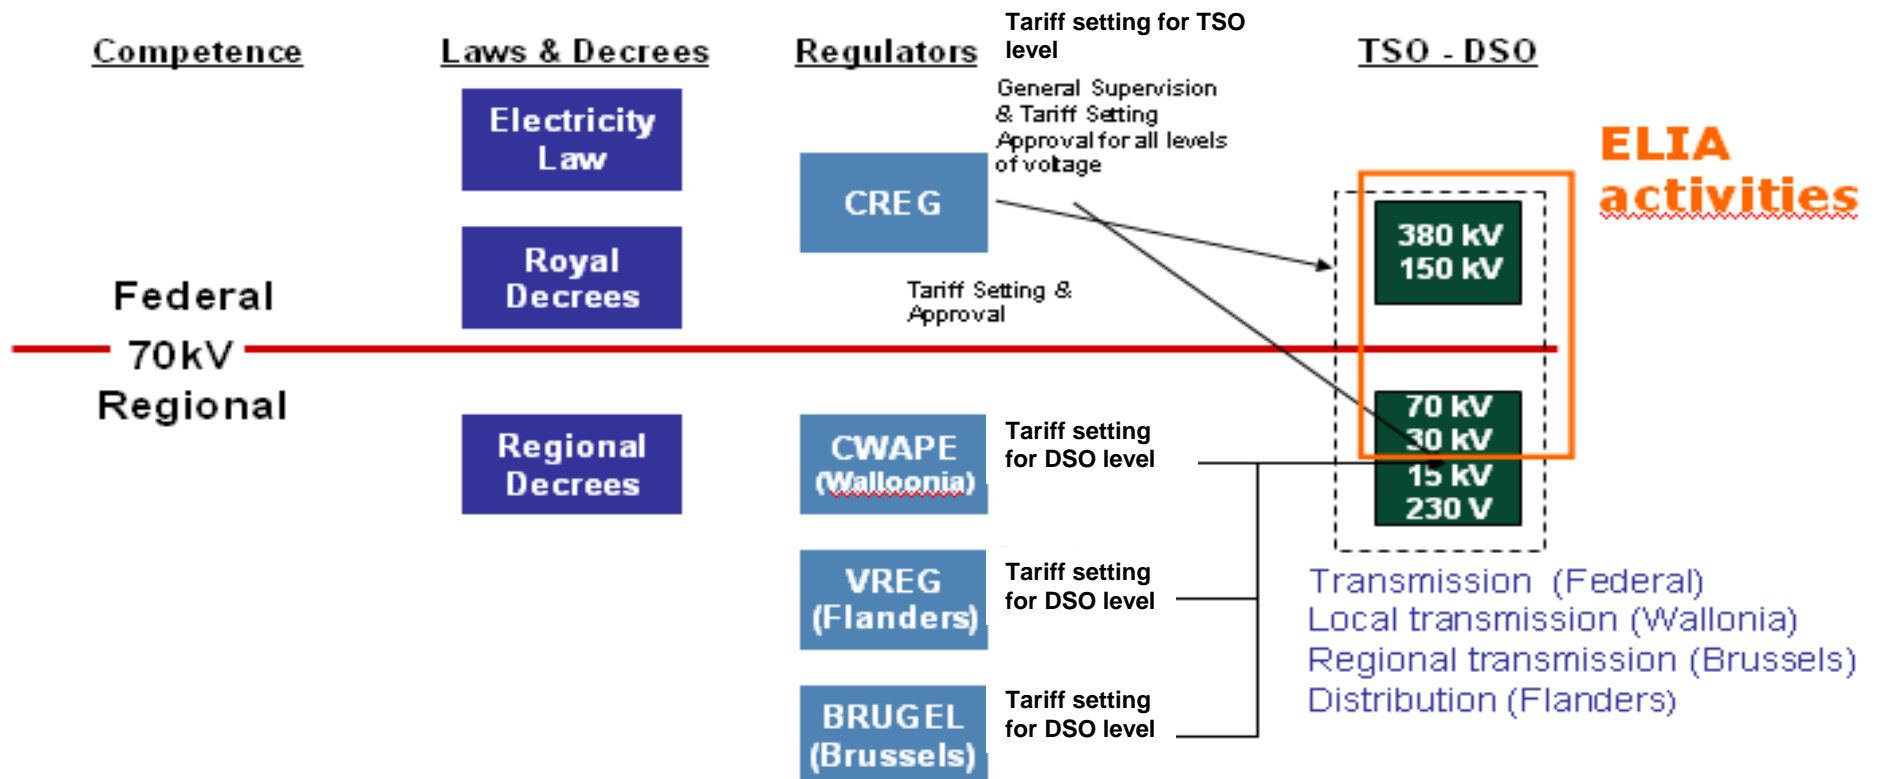 Competence
Laws & Decrees
Regulators
Tariff setting for TSO
level
TSO - DSO
General Supervision
& Tariff Setting
Approval for all levels
of voltage
Electricity
Law
CREG
ELIA
activities
380 kV
150 kV
Royal
Decrees
Tariff Setting &
Approval
Federal
70kV
Regional
Regional
Decrees
CWAPE
(Walloonia)
Tariff setting
for DSO level
70 kV
30 kV
15 kV
230 V
VREG
(Flanders)
Tariff setting
for DSO level
BRUGEL
(Brussels)
Tariff setting
for DSO level
Transmission (Federal)
Local transmission (Wallonia)
Regional transmission (Brussels)
Distribution (Flanders)